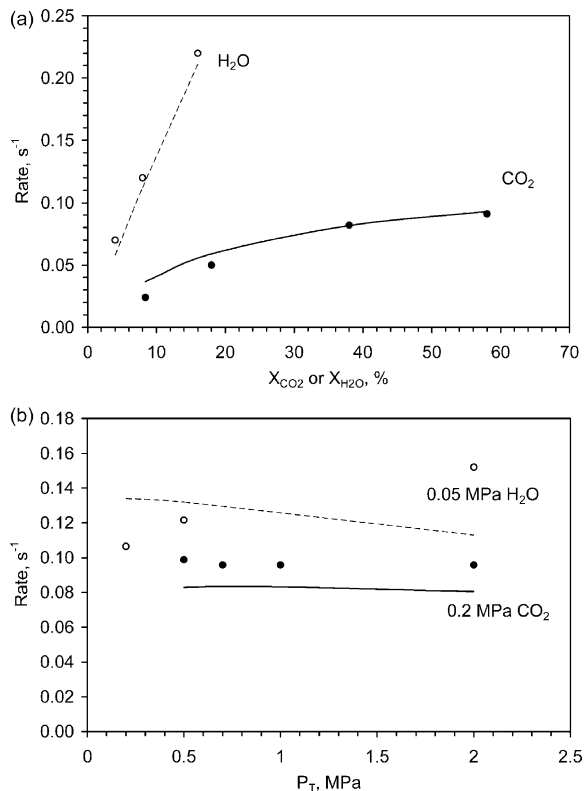 (a)
0.25
0.20
0.15
0.10
0.05
0.00
Rate, s⁻¹
H₂O
CO₂
0 10 20 30 40 50 60 70
X_CO2 or X_H2O, %
(b)
0.18
0.16
0.14
0.12
0.10
0.08
0.06
0.04
0.02
0.00
Rate, s⁻¹
0.05 MPa H₂O
0.2 MPa CO₂
0 0.5 1 1.5 2 2.5
P_T, MPa